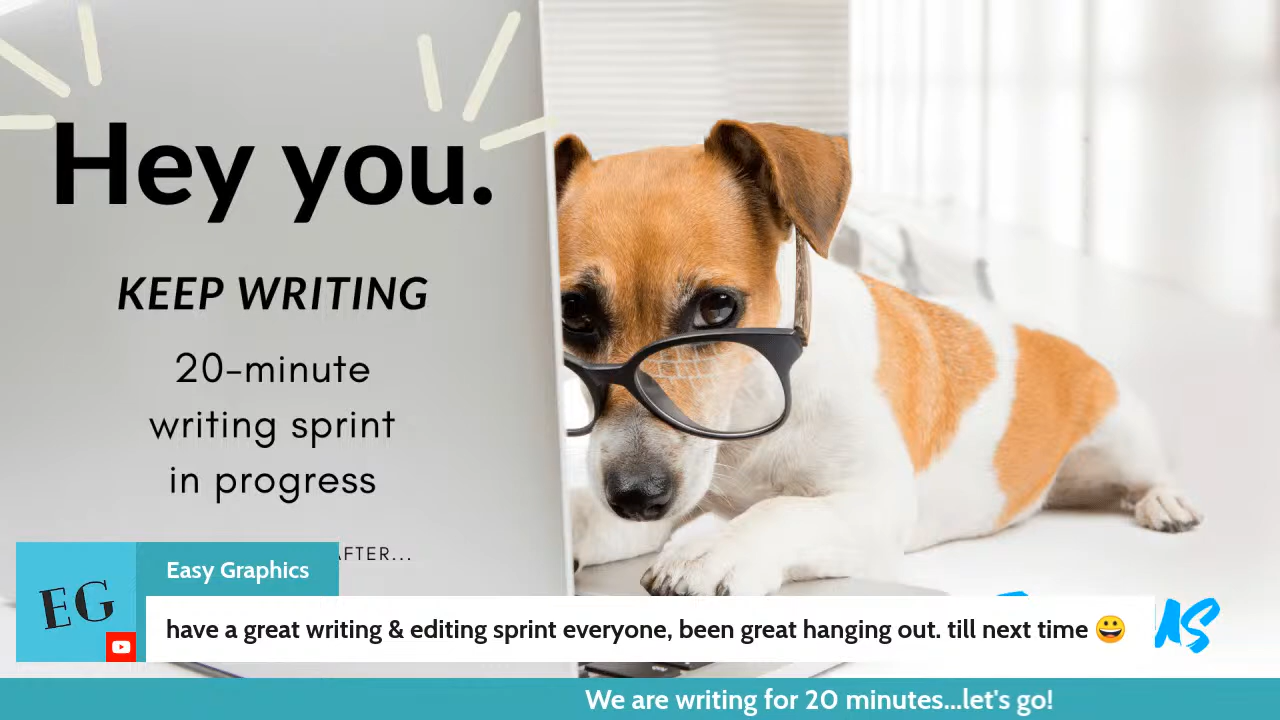 Hey you.
KEEP WRITING
20-minute
writing sprint
in progress
AFTER...
Easy Graphics
EG
have a great writing & editing sprint everyone, been great hanging out. till next time 😀
We are writing for 20 minutes...let's go!